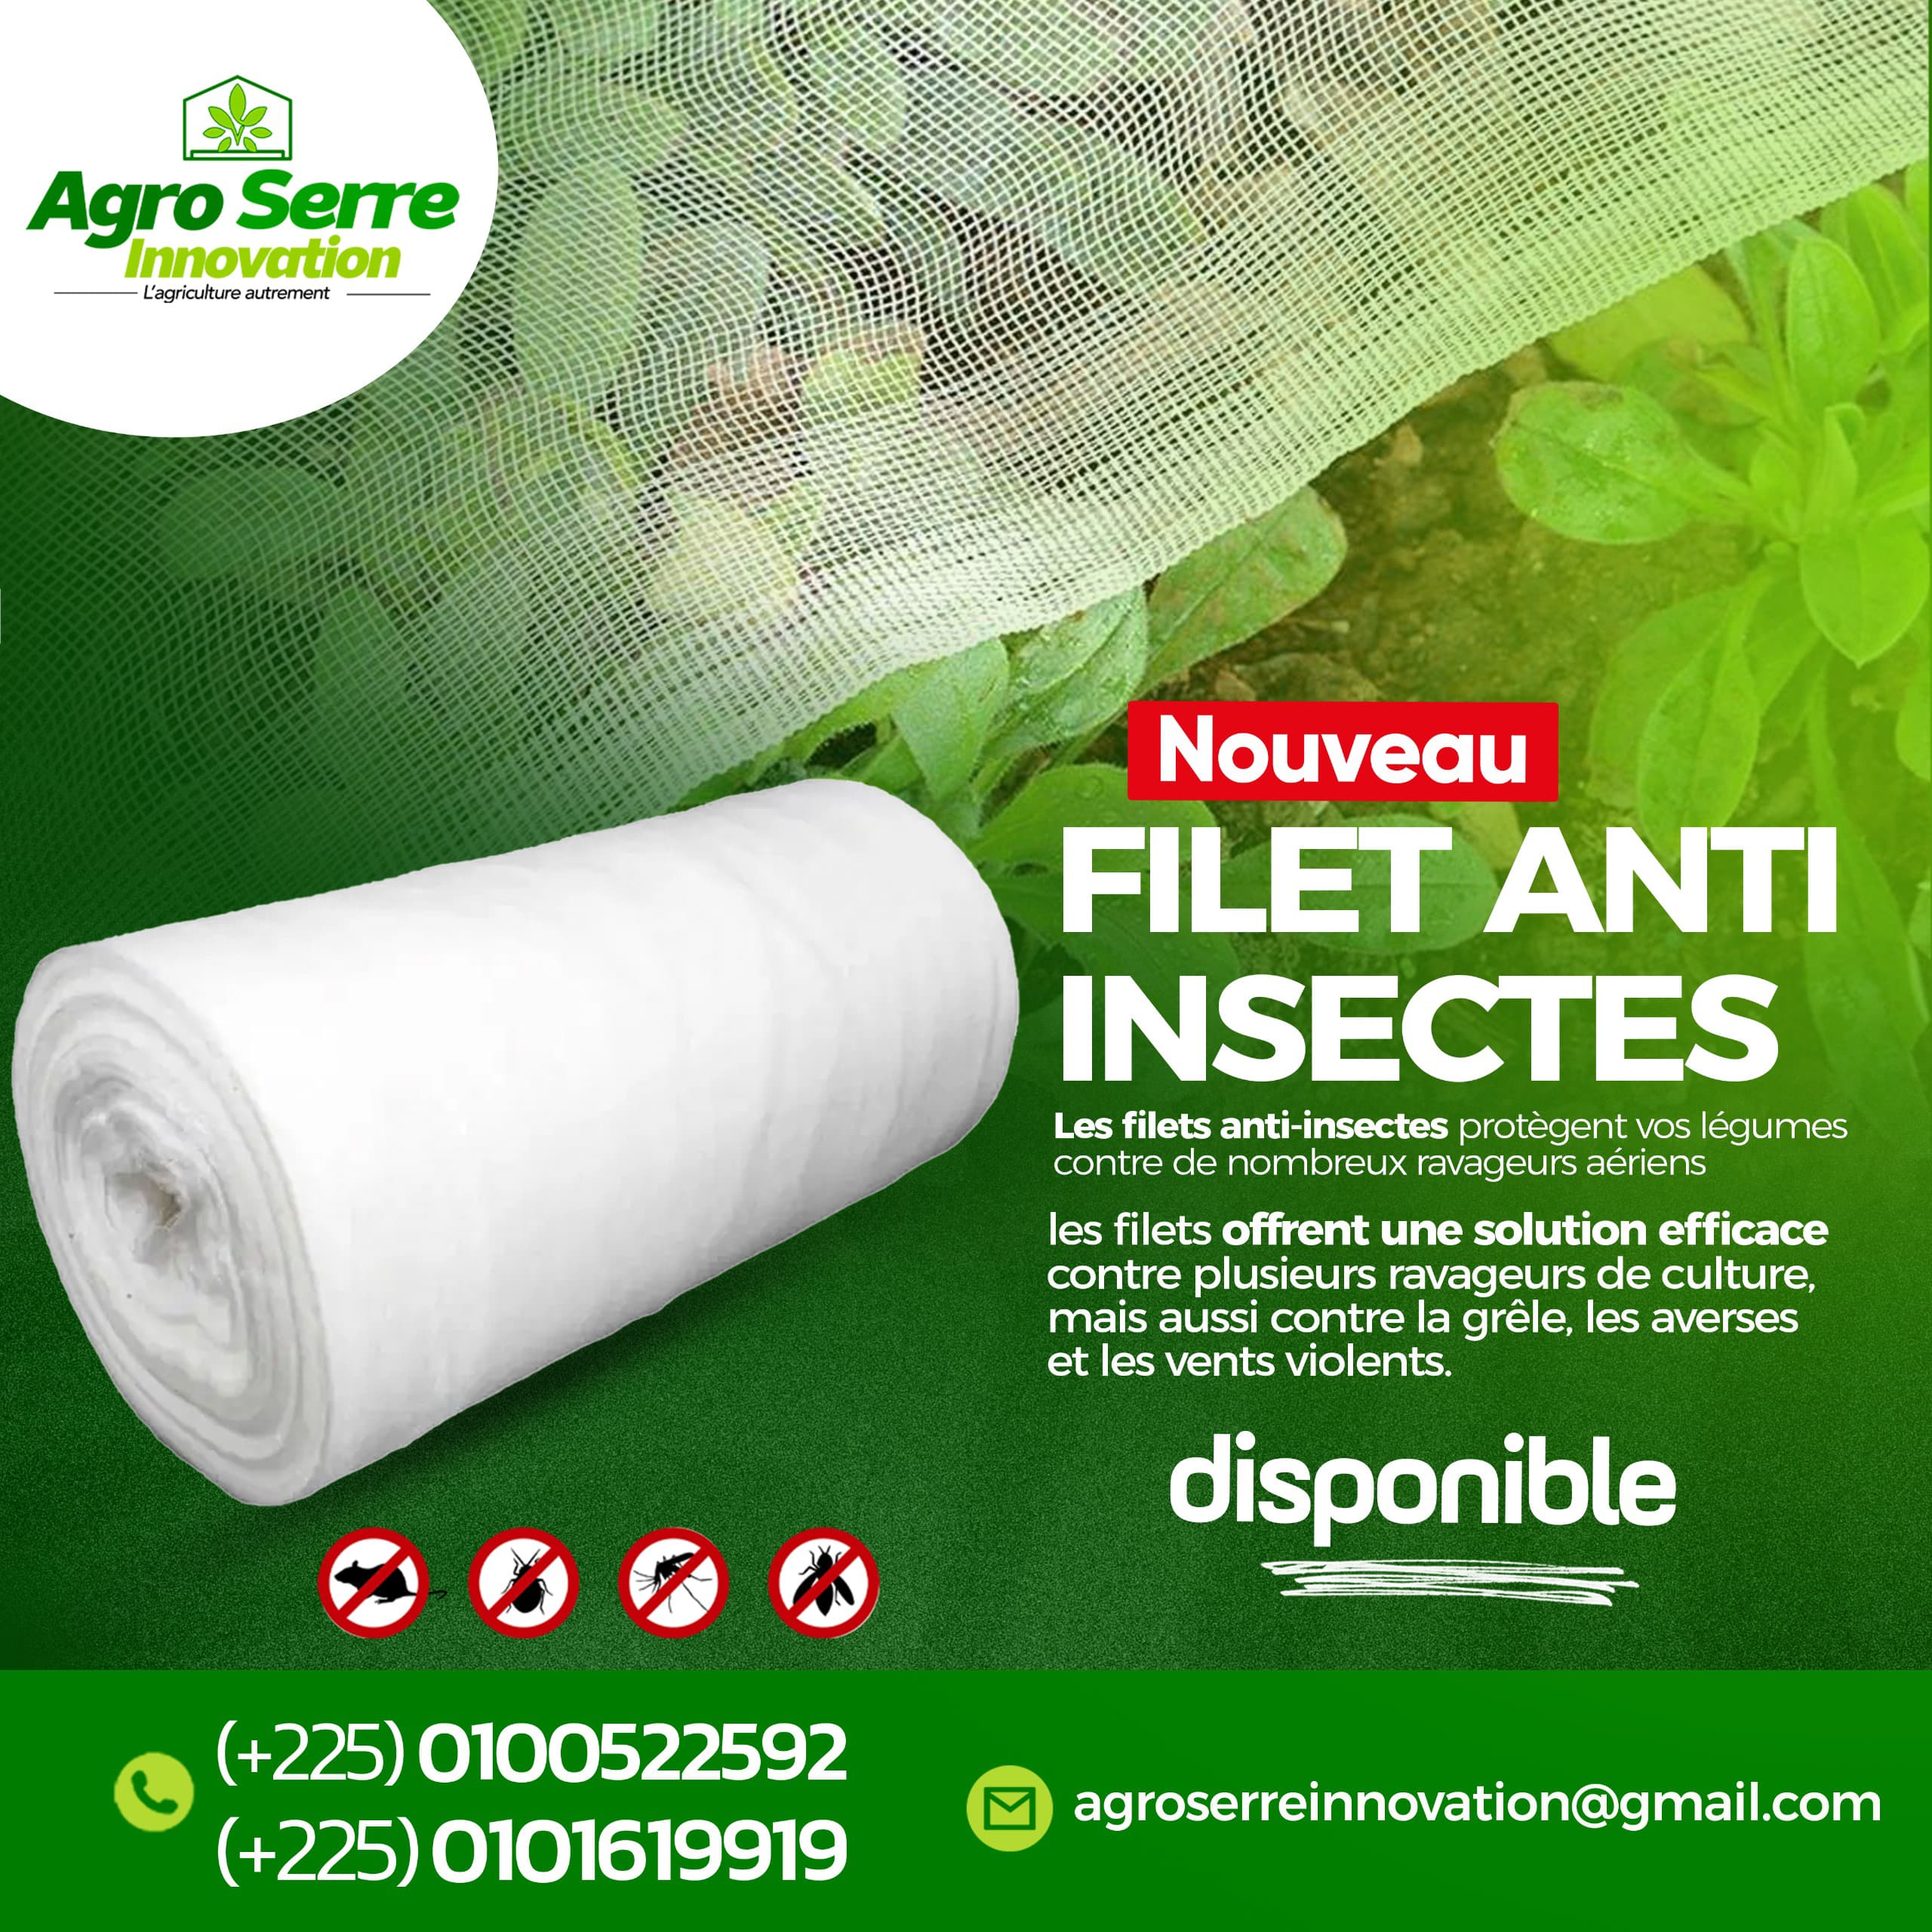 Agro Serre
Innovation
L'agriculture autrement
Nouveau
FILET ANTI
INSECTES
Les filets anti-insectes protègent vos légumes
contre de nombreux ravageurs aériens
les filets offrent une solution efficace
contre plusieurs ravageurs de culture,
mais aussi contre la grêle, les averses
et les vents violents.
disponible
(+225) 0100522592
(+225) 0101619919
agroserreinnovation@gmail.com